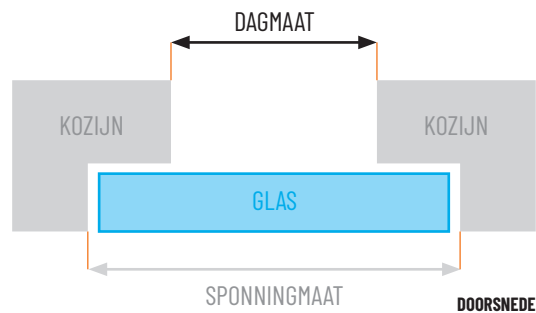 DAGMAAT
KOZIJN
KOZIJN
GLAS
SPONNINGMAAT
DOORSNEDE